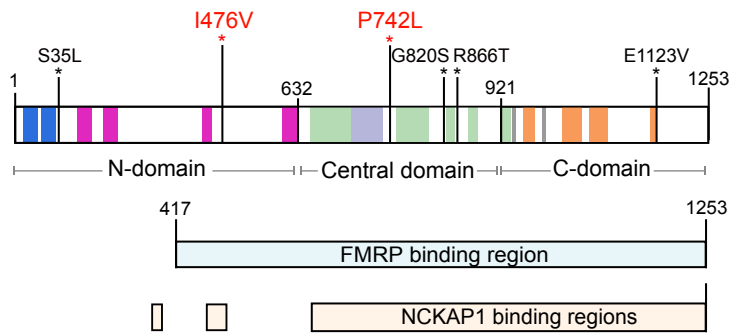 I476V
P742L
*
*
S35L
G820S
R866T
E1123V
*
*
*
*
1
632
921
1253
N-domain
Central domain
C-domain
417
1253
FMRP binding region
NCKAP1 binding regions